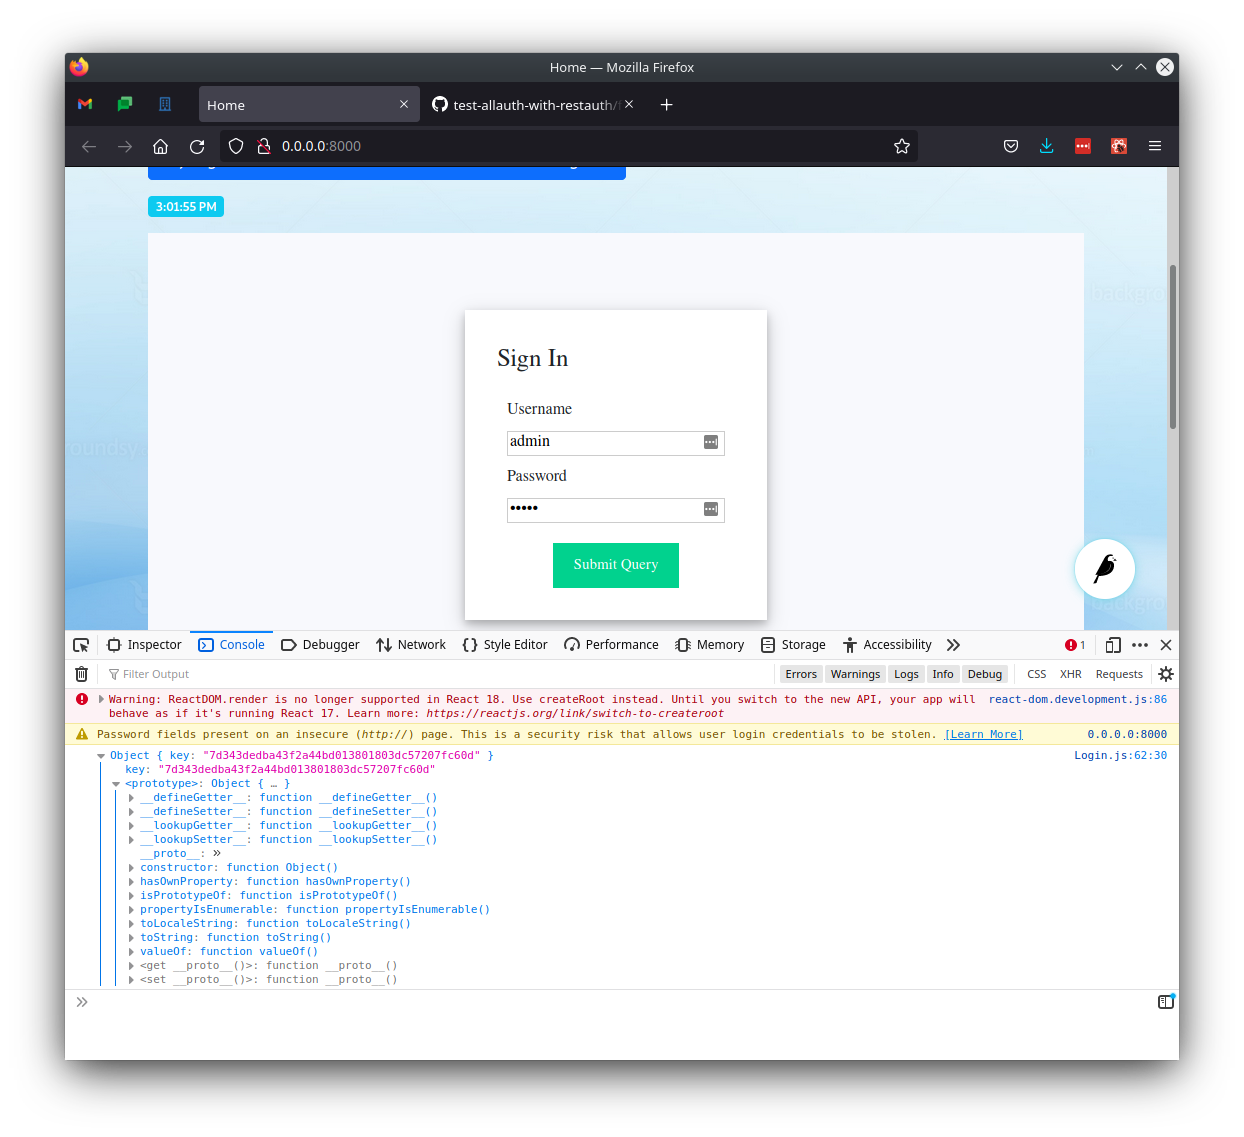 Home — Mozilla Firefox
Home
test-allauth-with-restauth/
0.0.0.0:8000
3:01:55 PM
backgro
roundsy
Sign In
Username
admin
Password
•••••
Submit Query
backgro
Inspector Console Debugger Network Style Editor Performance Memory Storage Accessibility 1
Filter Output Errors Warnings Logs Info Debug CSS XHR Requests
Warning: ReactDOM.render is no longer supported in React 18. Use createRoot instead. Until you switch to the new API, your app will react-dom.development.js:86
behave as if it's running React 17. Learn more: https://reactjs.org/link/switch-to-createroot
Password fields present on an insecure (http://) page. This is a security risk that allows user login credentials to be stolen. [Learn More] 0.0.0.0:8000
Object { key: "7d343dedba43f2a44bd013801803dc57207fc60d" } Login.js:62:30
key: "7d343dedba43f2a44bd013801803dc57207fc60d"
<prototype>: Object { … }
__defineGetter__: function __defineGetter__()
__defineSetter__: function __defineSetter__()
__lookupGetter__: function __lookupGetter__()
__lookupSetter__: function __lookupSetter__()
__proto__: »
constructor: function Object()
hasOwnProperty: function hasOwnProperty()
isPrototypeOf: function isPrototypeOf()
propertyIsEnumerable: function propertyIsEnumerable()
toLocaleString: function toLocaleString()
toString: function toString()
valueOf: function valueOf()
<get __proto__()>: function __proto__()
<set __proto__()>: function __proto__()